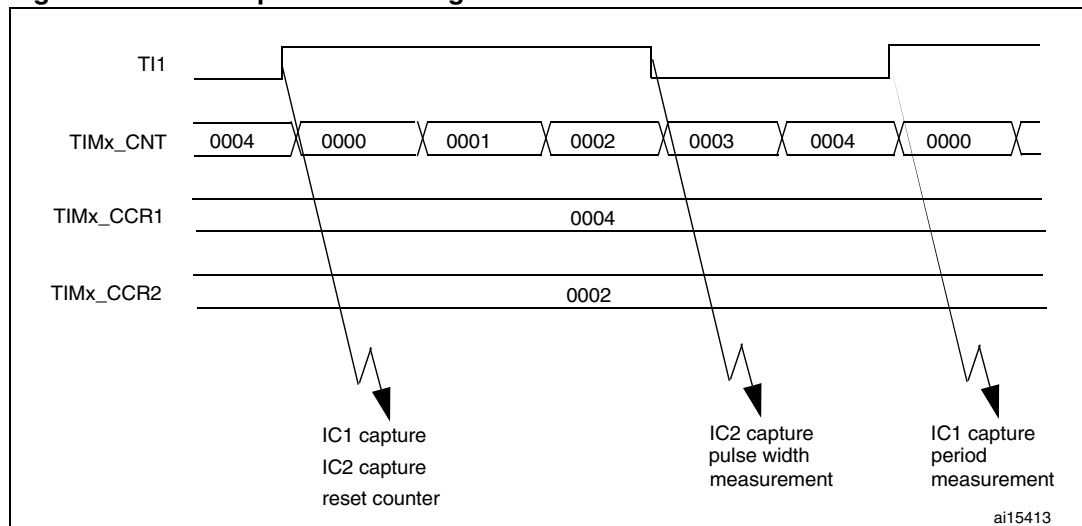 TI1
TIMx_CNT 0004 0000 0001 0002 0003 0004 0000
TIMx_CCR1 0004
TIMx_CCR2 0002
IC1 capture
IC2 capture
reset counter
IC2 capture
pulse width
measurement
IC1 capture
period
measurement
ai15413